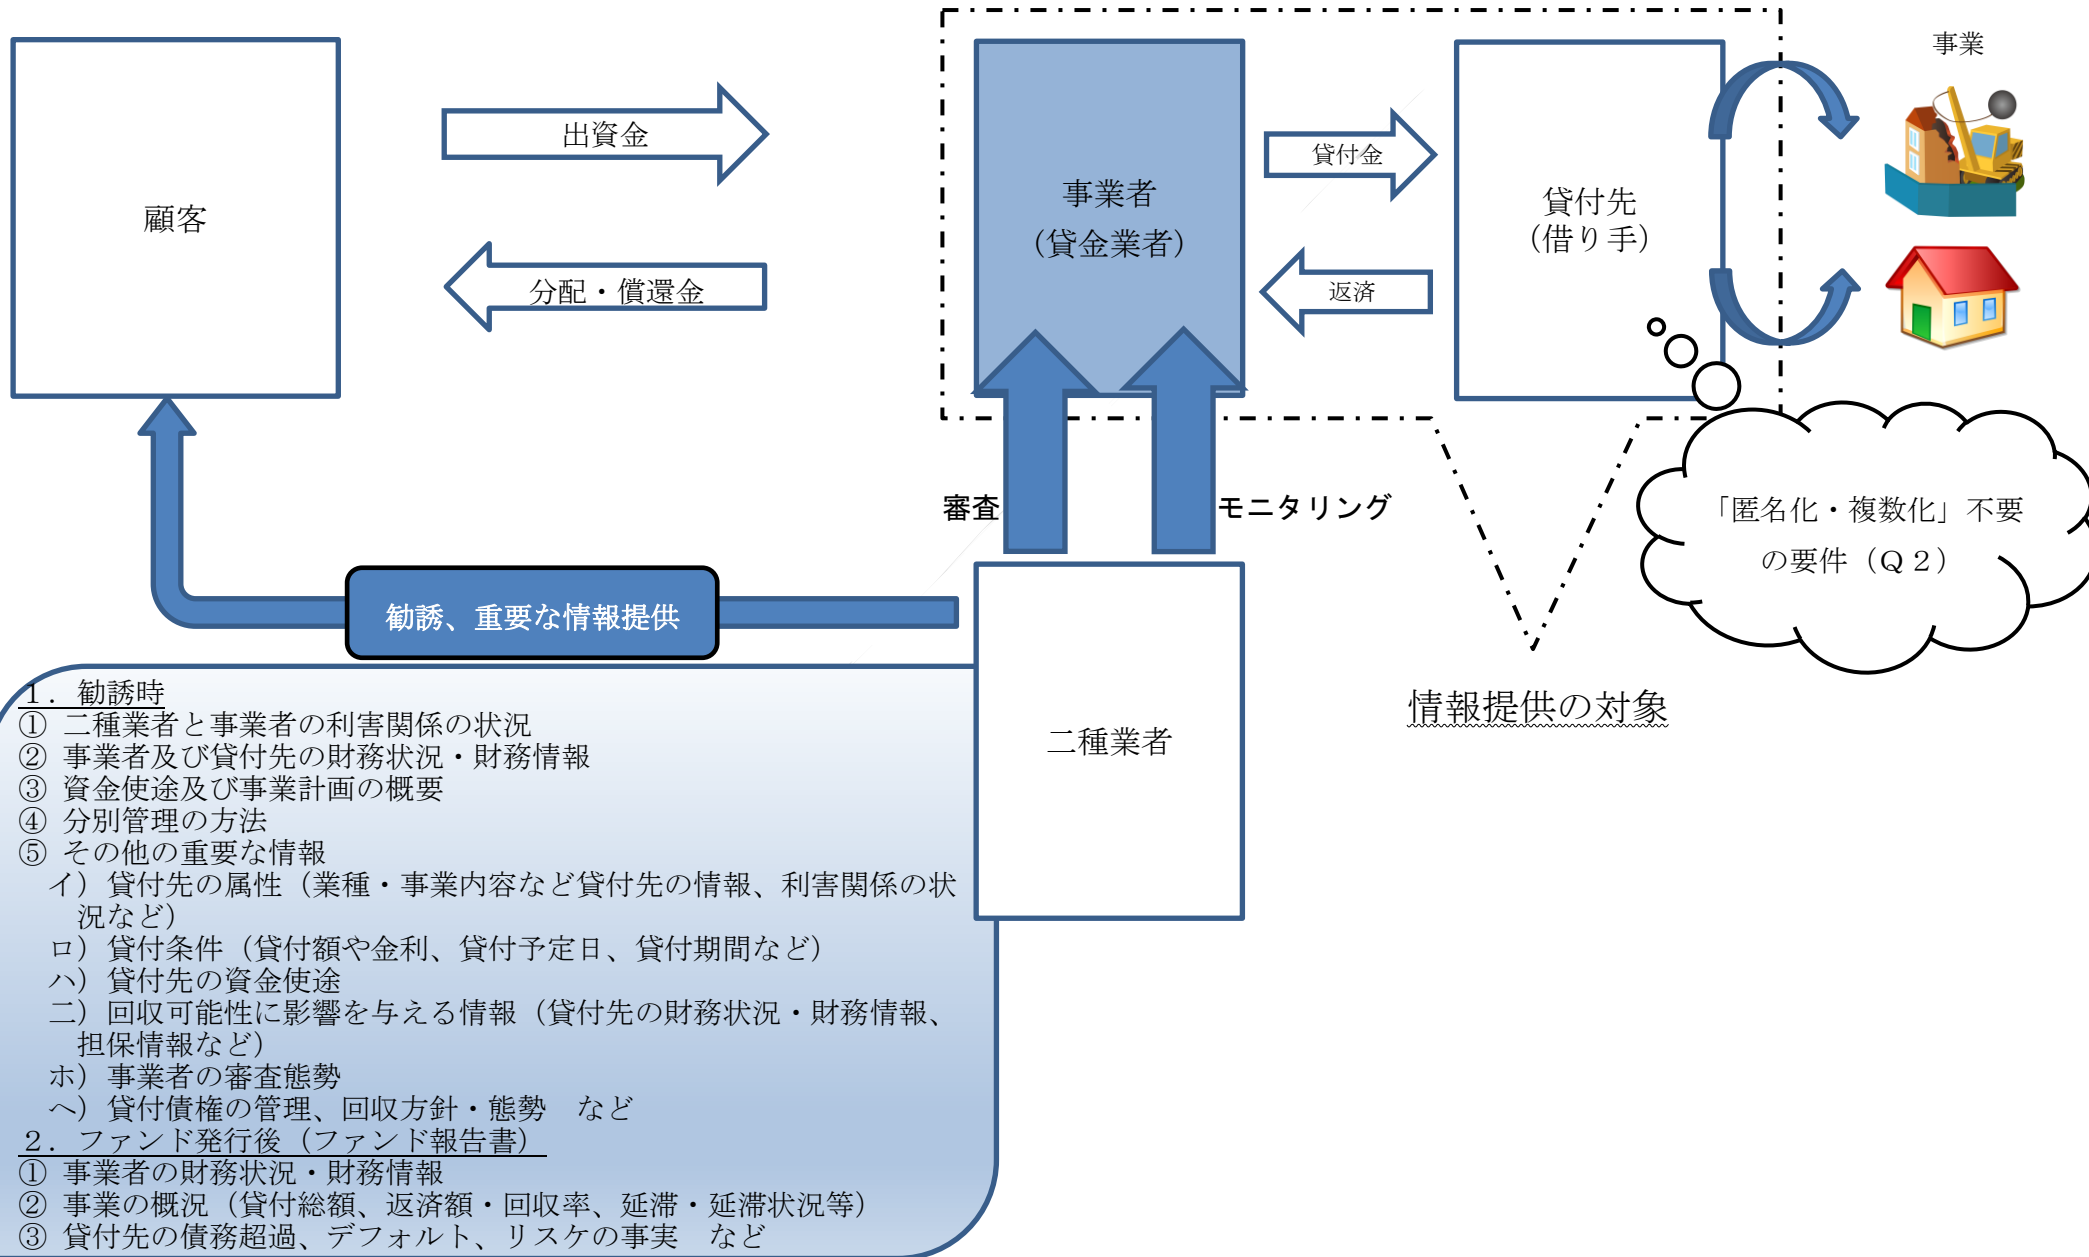 事業
顧客
出資金
分配・償還金
事業者
（貸金業者）
貸付金
返済
貸付先
（借り手）
審査
モニタリング
「匿名化・複数化」不要
の要件（Ｑ２）
勧誘、重要な情報提供
二種業者
情報提供の対象
１．勧誘時
① 二種業者と事業者の利害関係の状況
② 事業者及び貸付先の財務状況・財務情報
③ 資金使途及び事業計画の概要
④ 分別管理の方法
⑤ その他の重要な情報
イ）貸付先の属性（業種・事業内容など貸付先の情報、利害関係の状
況など）
ロ）貸付条件（貸付額や金利、貸付予定日、貸付期間など）
ハ）貸付先の資金使途
二）回収可能性に影響を与える情報（貸付先の財務状況・財務情報、
担保情報など）
ホ）事業者の審査態勢
ヘ）貸付債権の管理、回収方針・態勢　など
２．ファンド発行後（ファンド報告書）
① 事業者の財務状況・財務情報
② 事業の概況（貸付総額、返済額・回収率、延滞・延滞状況等）
③ 貸付先の債務超過、デフォルト、リスケの事実　など